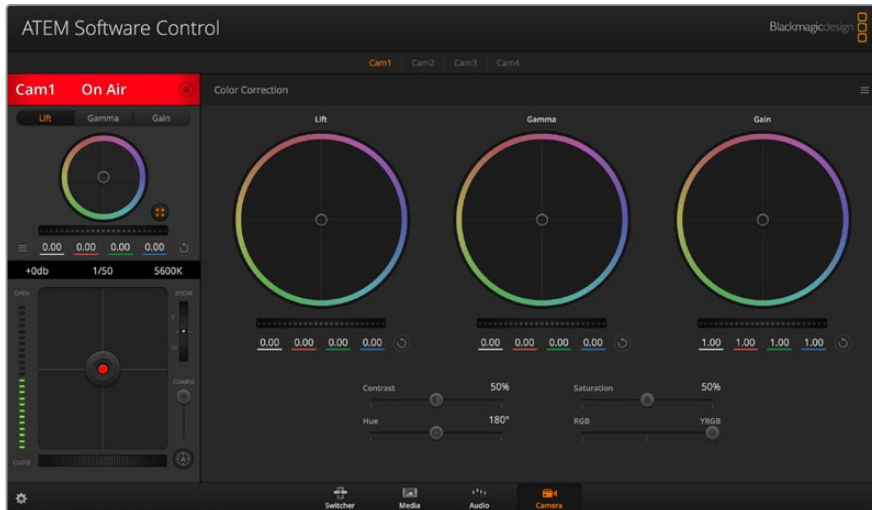 ATEM Software Control
Blackmagicdesign
Cam1 Cam2 Cam3 Cam4
Cam1 On Air
Color Correction
Lift Gamma Gain
0.00 0.00 0.00 0.00
+0db 1/50 5600K
OPEN
ZOOM
COARSE
CLOSE
Lift
0.00 0.00 0.00 0.00
Gamma
0.00 0.00 0.00 0.00
Gain
1.00 1.00 1.00 1.00
Contrast 50%
Saturation 50%
Hue 180°
RGB YRGB
Switcher
Media
Audio
Camera